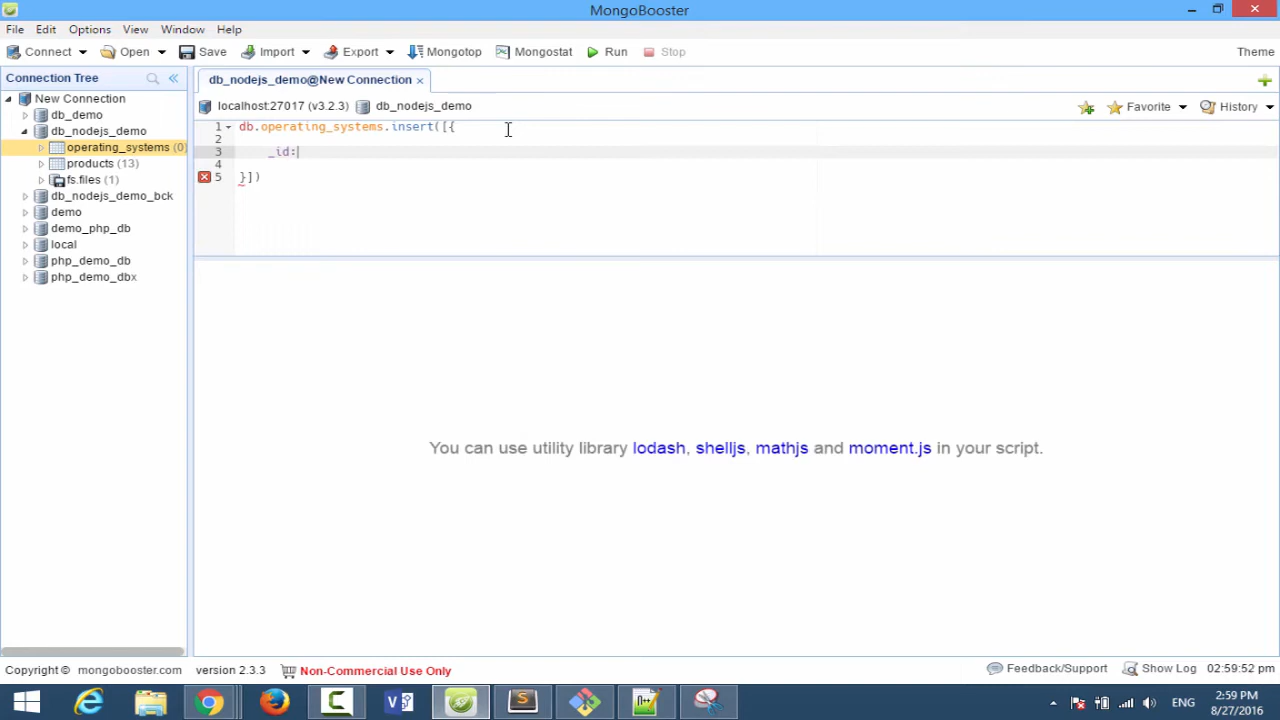 MongoBooster
File Edit Options View Window Help
Connect Open Save Import Export Mongotop Mongostat Run Stop Theme
Connection Tree
db_nodejs_demo@New Connection ×
New Connection
localhost:27017 (v3.2.3) db_nodejs_demo Favorite History
db_demo
db_nodejs_demo
operating_systems (0)
products (13)
fs.files (1)
db_nodejs_demo_bck
demo
demo_php_db
local
php_demo_db
php_demo_dbx
1 db.operating_systems.insert([{
2
3 _id:
4
5 }])
You can use utility library lodash, shelljs, mathjs and moment.js in your script.
Copyright © mongobooster.com version 2.3.3 Non-Commercial Use Only Feedback/Support Show Log 02:59:52 pm
ENG
2:59 PM
8/27/2016